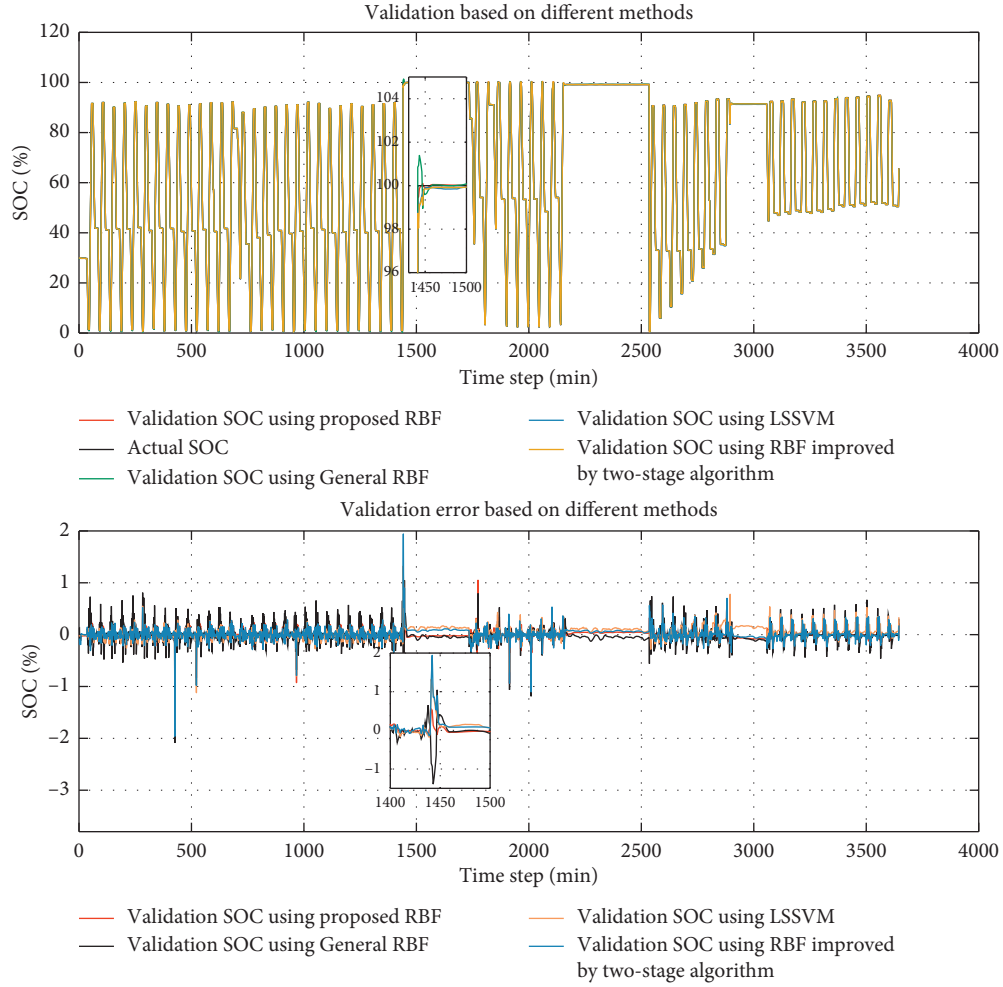 Validation based on different methods
120
100
80
60
40
20
0
SOC (%)
104
102
100
98
96
1450
1500
0
500
1000
1500
2000
2500
3000
3500
4000
Time step (min)
Validation SOC using proposed RBF
Actual SOC
Validation SOC using General RBF
Validation SOC using LSSVM
Validation SOC using RBF improved
by two-stage algorithm
Validation error based on different methods
2
1
0
−1
−2
−3
SOC (%)
2
1
0
−1
1400
1450
1500
0
500
1000
1500
2000
2500
3000
3500
4000
Time step (min)
Validation SOC using proposed RBF
Validation SOC using General RBF
Validation SOC using LSSVM
Validation SOC using RBF improved
by two-stage algorithm